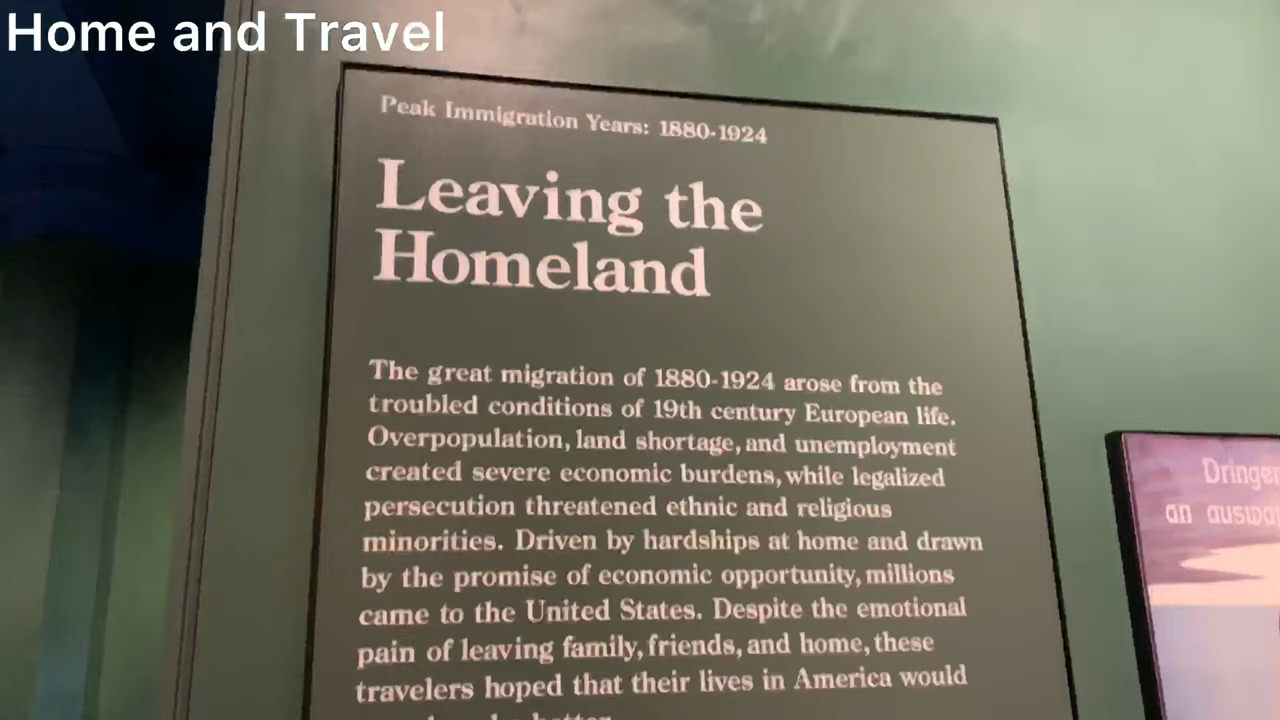 Home and Travel
Peak Immigration Years: 1880-1924
Leaving the
Homeland
The great migration of 1880-1924 arose from the
troubled conditions of 19th century European life.
Overpopulation, land shortage, and unemployment
created severe economic burdens, while legalized
persecution threatened ethnic and religious
minorities. Driven by hardships at home and drawn
by the promise of economic opportunity, millions
came to the United States. Despite the emotional
pain of leaving family, friends, and home, these
travelers hoped that their lives in America would
an